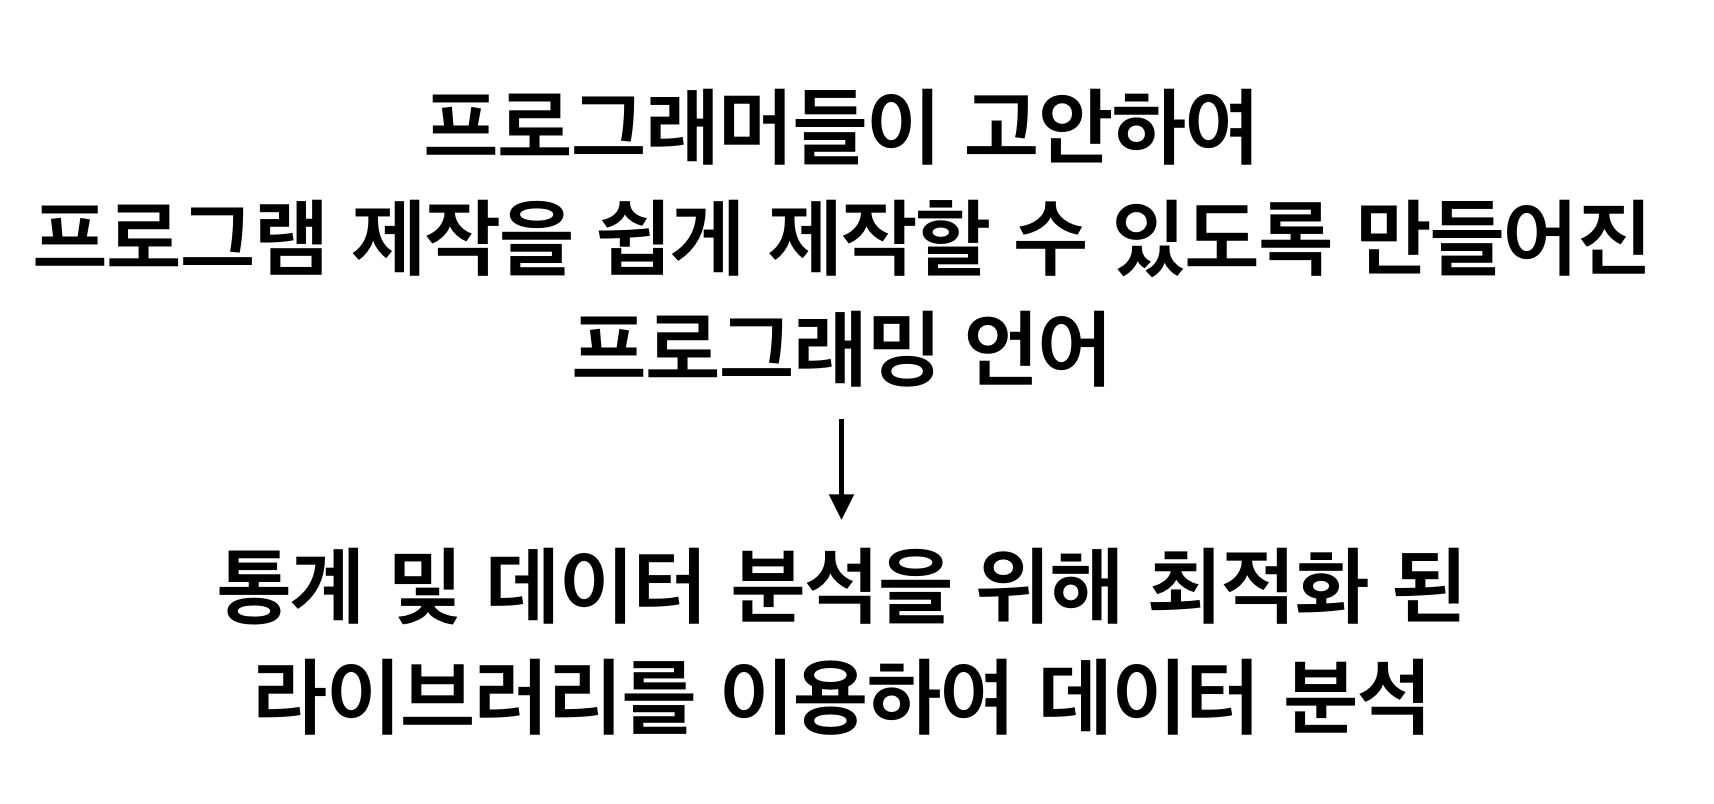 프로그래머들이 고안하여
프로그램 제작을 쉽게 제작할 수 있도록 만들어진
프로그래밍 언어
통계 및 데이터 분석을 위해 최적화 된
라이브러리를 이용하여 데이터 분석